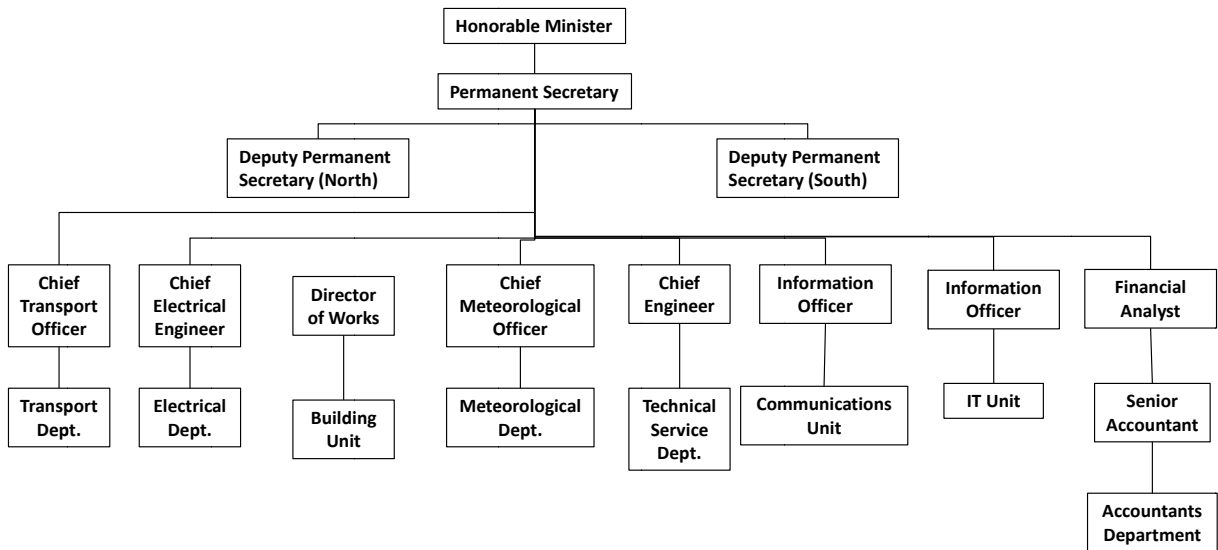 Honorable Minister
Permanent Secretary
Deputy Permanent
Secretary (North)
Deputy Permanent
Secretary (South)
Chief
Transport
Officer
Chief
Electrical
Engineer
Director
of Works
Chief
Meteorological
Officer
Chief
Engineer
Information
Officer
Information
Officer
Financial
Analyst
Transport
Dept.
Electrical
Dept.
Building
Unit
Meteorological
Dept.
Technical
Service
Dept.
Communications
Unit
IT Unit
Senior
Accountant
Accountants
Department